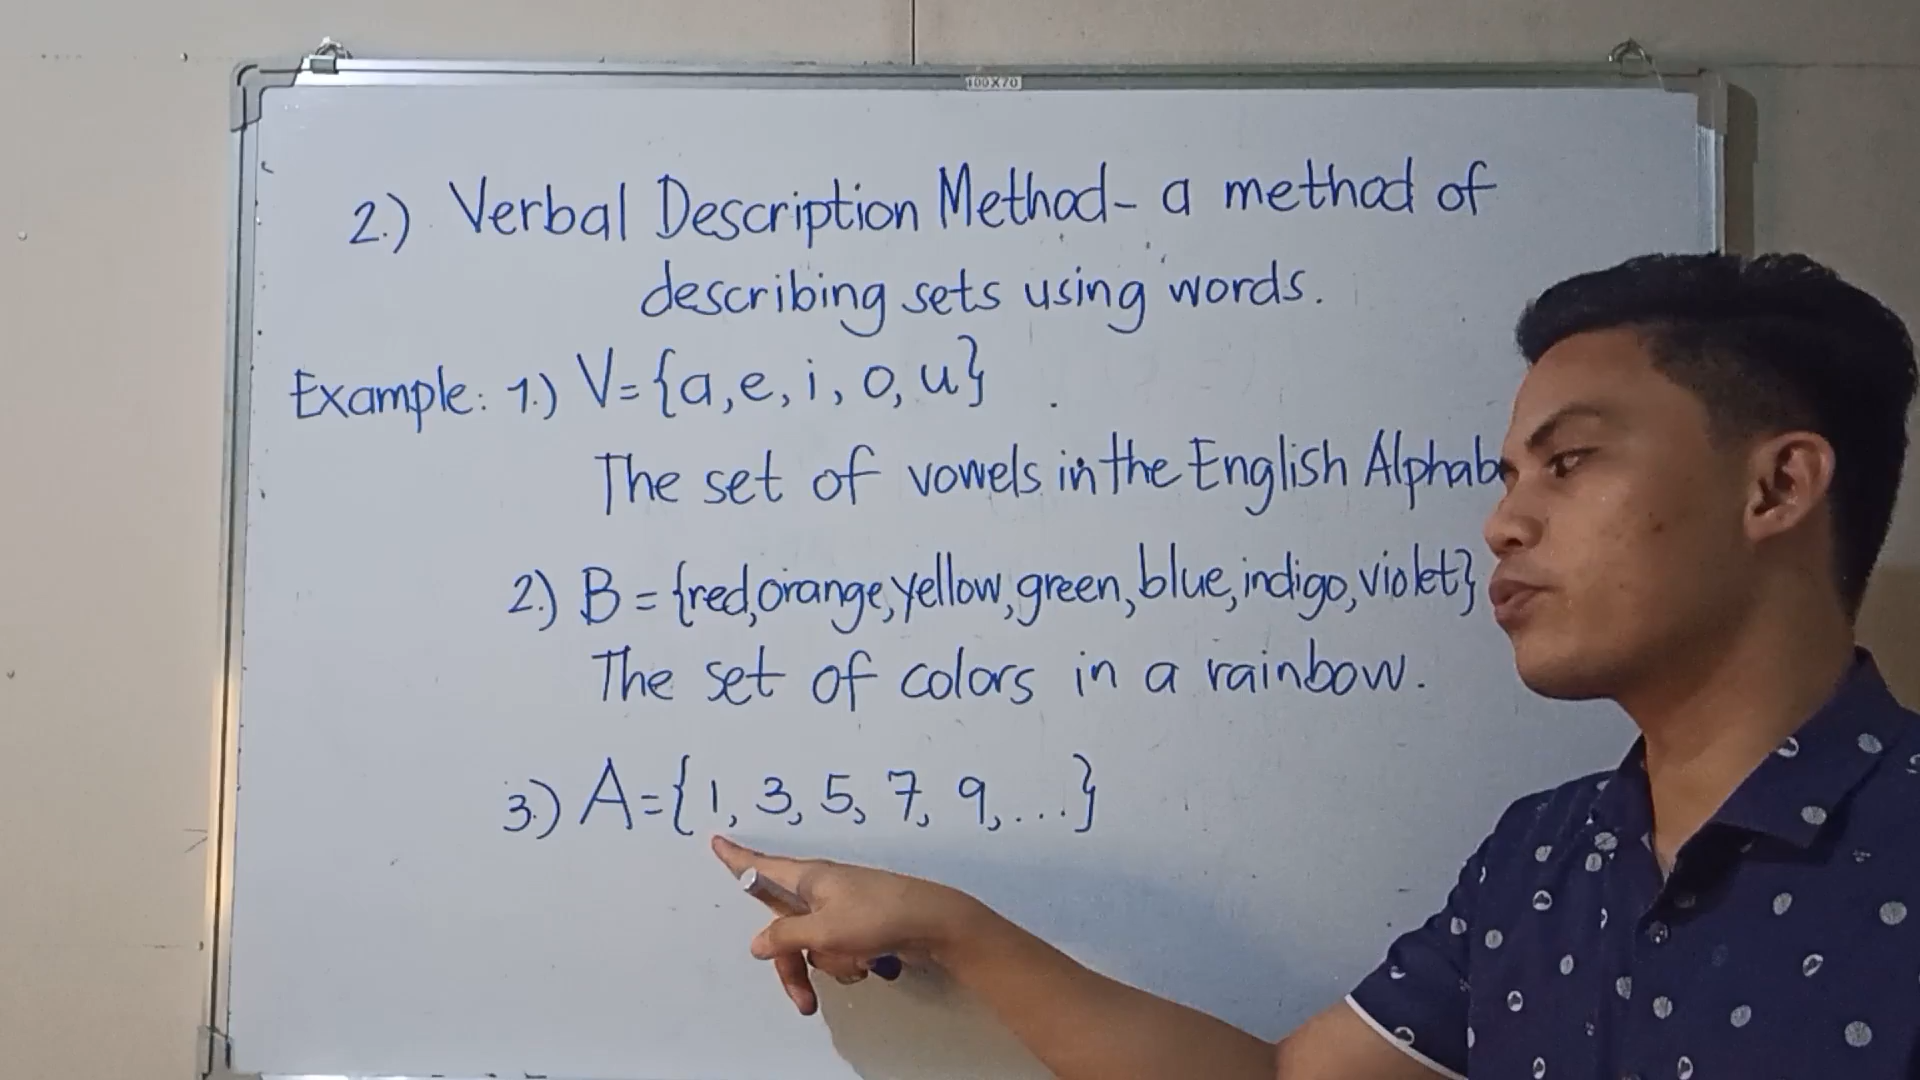 100X70
2.) Verbal Description Method - a method of
describing sets using words.
Example: 1.) V={a, e, i, o, u}
The set of vowels in the English
2.) B = {red, orange, yellow, green, blue, indigo, violet}
The set of colors in a rainbow.
3.) A={1, 3, 5, 7, 9, ...}